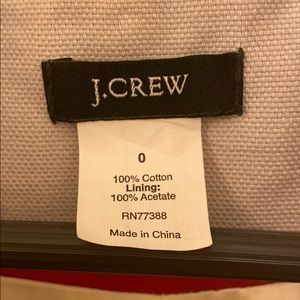 J.CREW
0
100% Cotton
Lining:
100% Acetate
RN77388
Made in China